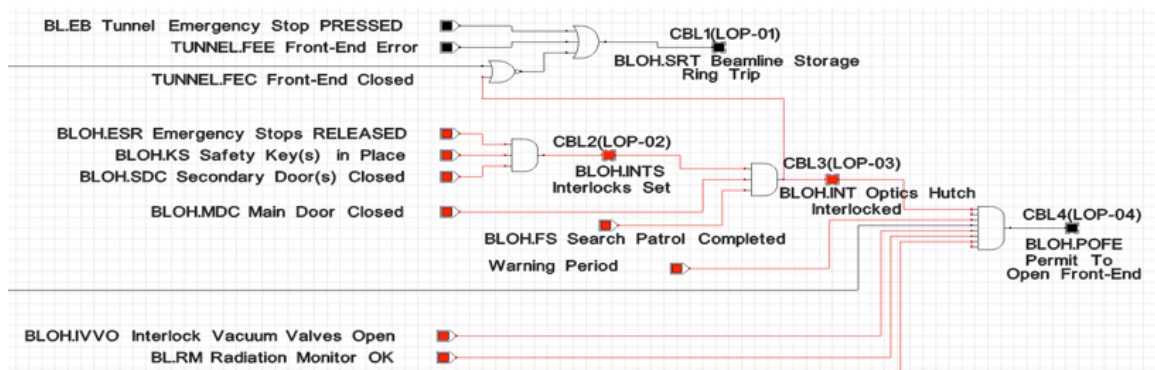 BL.EB Tunnel Emergency Stop PRESSED
TUNNEL.FEE Front-End Error
CBL1(LOP-01)
BLOH.SRT Beamline Storage
Ring Trip
TUNNEL.FEC Front-End Closed
BLOH.ESR Emergency Stops RELEASED
BLOH.KS Safety Key(s) in Place
BLOH.SDC Secondary Door(s) Closed
CBL2(LOP-02)
BLOH.INTS
Interlocks Set
CBL3(LOP-03)
BLOH.INT Optics Hutch
Interlocked
BLOH.MDC Main Door Closed
BLOH.FS Search Patrol Completed
Warning Period
CBL4(LOP-04)
BLOH.POFE
Permit To
Open Front-End
BLOH.IVVO Interlock Vacuum Valves Open
BL.RM Radiation Monitor OK